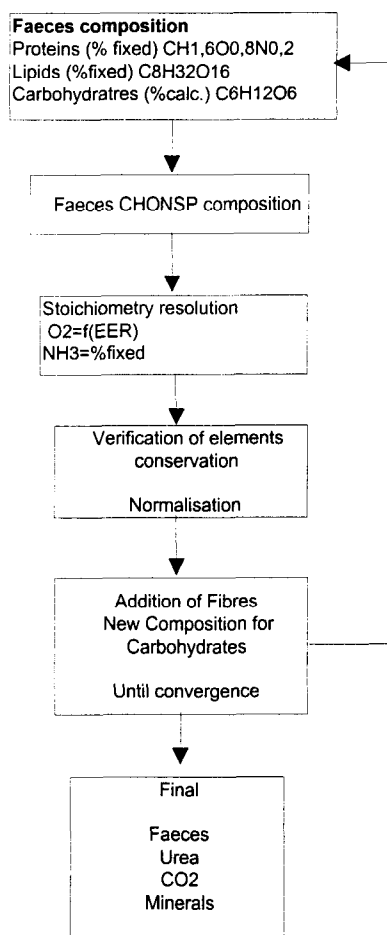 Faeces composition
Proteins (% fixed) CH1,6O0,8N0,2
Lipids (%fixed) C8H32O16
Carbohydratres (%calc.) C6H12O6
Faeces CHONSP composition
Stoichiometry resolution
O2=f(EER)
NH3=%fixed
Verification of elements
conservation
Normalisation
Addition of Fibres
New Composition for
Carbohydrates
Until convergence
Final
Faeces
Urea
CO2
Minerals